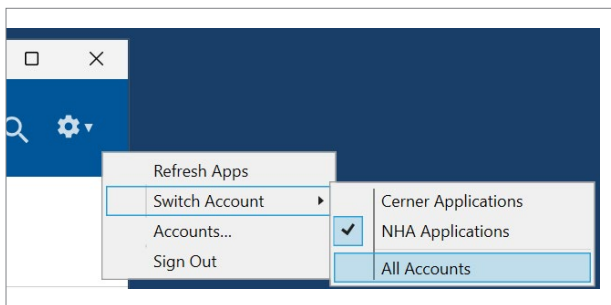 Refresh Apps
Switch Account
Accounts...
Sign Out
Cerner Applications
NHA Applications
All Accounts